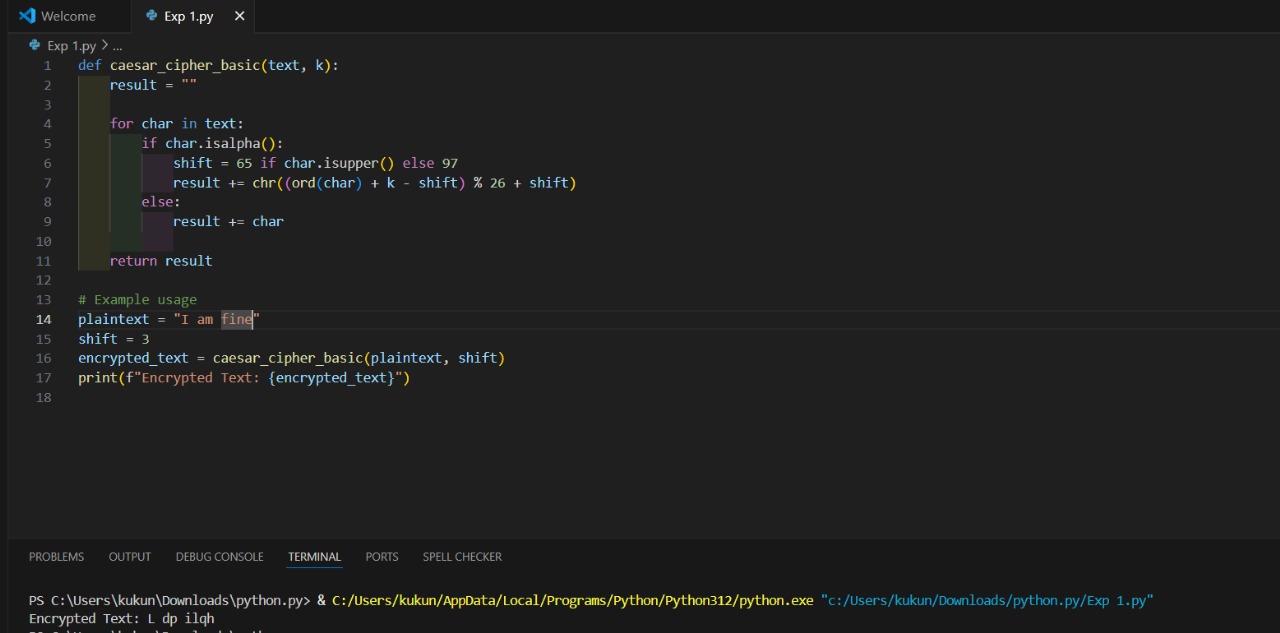 Welcome
Exp 1.py
Exp 1.py > ...
1 def caesar_cipher_basic(text, k):
2     result = ""
3
4     for char in text:
5         if char.isalpha():
6             shift = 65 if char.isupper() else 97
7             result += chr((ord(char) + k - shift) % 26 + shift)
8         else:
9             result += char
10
11     return result
12
13 # Example usage
14 plaintext = "I am fine"
15 shift = 3
16 encrypted_text = caesar_cipher_basic(plaintext, shift)
17 print(f"Encrypted Text: {encrypted_text}")
18
PROBLEMS OUTPUT DEBUG CONSOLE TERMINAL PORTS SPELL CHECKER
PS C:\Users\kukun\Downloads\python.py> & C:/Users/kukun/AppData/Local/Programs/Python/Python312/python.exe "c:/Users/kukun/Downloads/python.py/Exp 1.py"
Encrypted Text: L dp ilqh